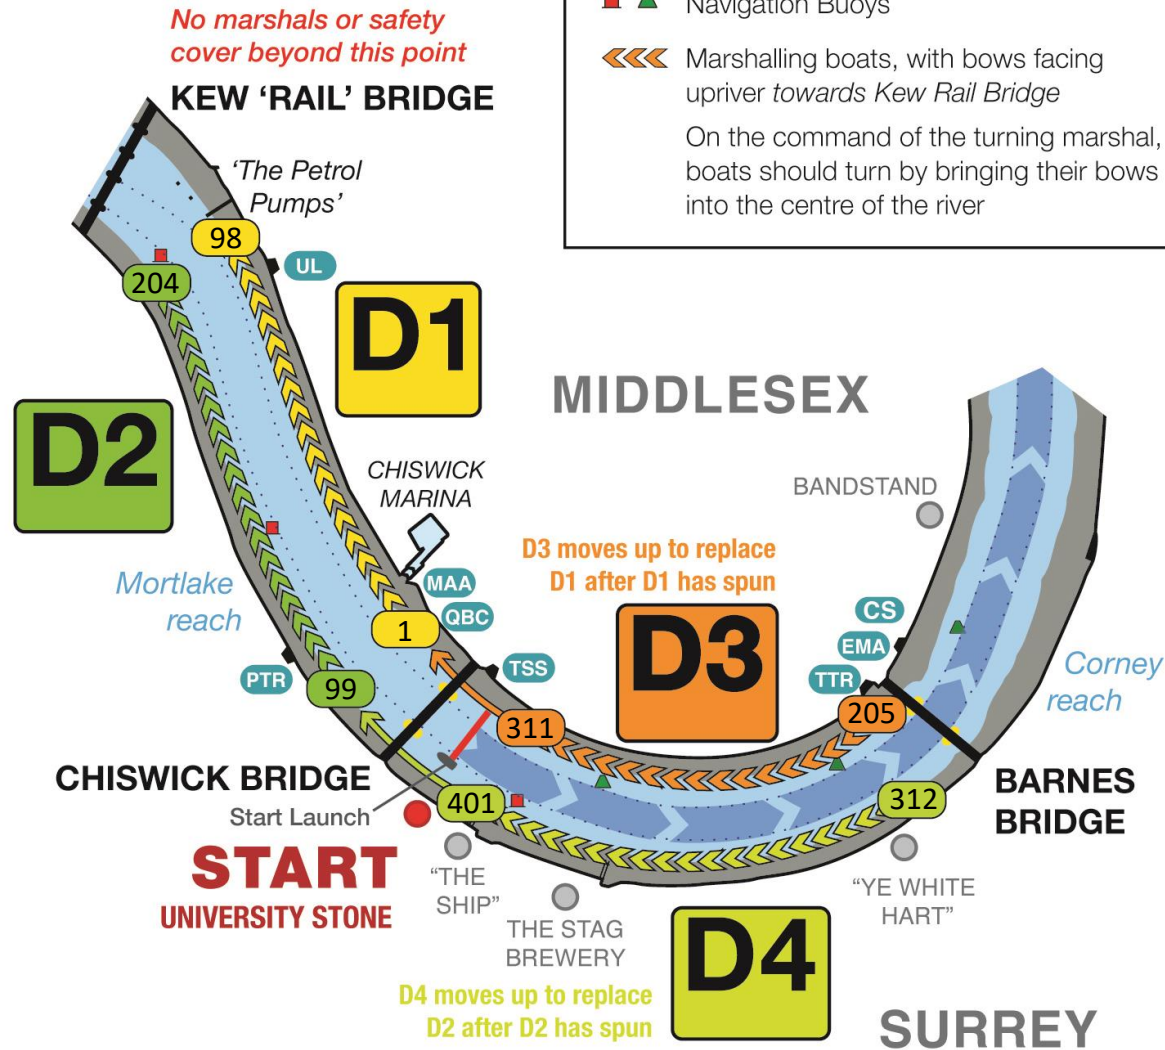 No marshals or safety
cover beyond this point
KEW ‘RAIL’ BRIDGE
Navigation Buoys
Marshalling boats, with bows facing
upriver towards Kew Rail Bridge
On the command of the turning marshal,
boats should turn by bringing their bows
into the centre of the river
‘The Petrol
Pumps’
98
UL
204
D1
D2
MIDDLESEX
CHISWICK
MARINA
BANDSTAND
D3 moves up to replace
D1 after D1 has spun
Mortlake
reach
MAA
QBC
1
D3
CS
EMA
TTR
Corney
reach
PTR
99
TSS
311
205
CHISWICK BRIDGE
Start Launch
401
312
BARNES
BRIDGE
START
UNIVERSITY STONE
“THE
SHIP”
THE STAG
BREWERY
“YE WHITE
HART”
D4
D4 moves up to replace
D2 after D2 has spun
SURREY